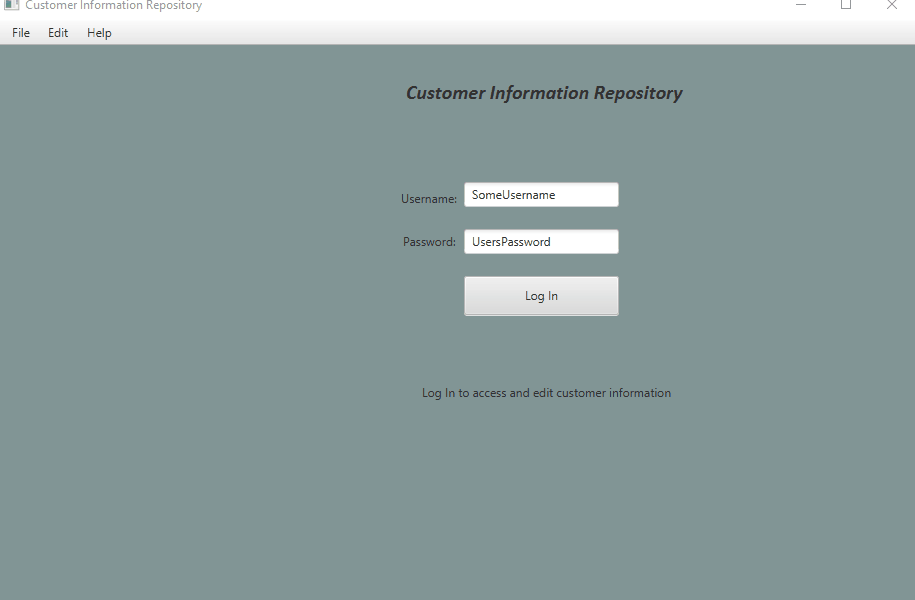 Customer Information Repository
File Edit Help
Customer Information Repository
Username: SomeUsername
Password: UsersPassword
Log In
Log In to access and edit customer information